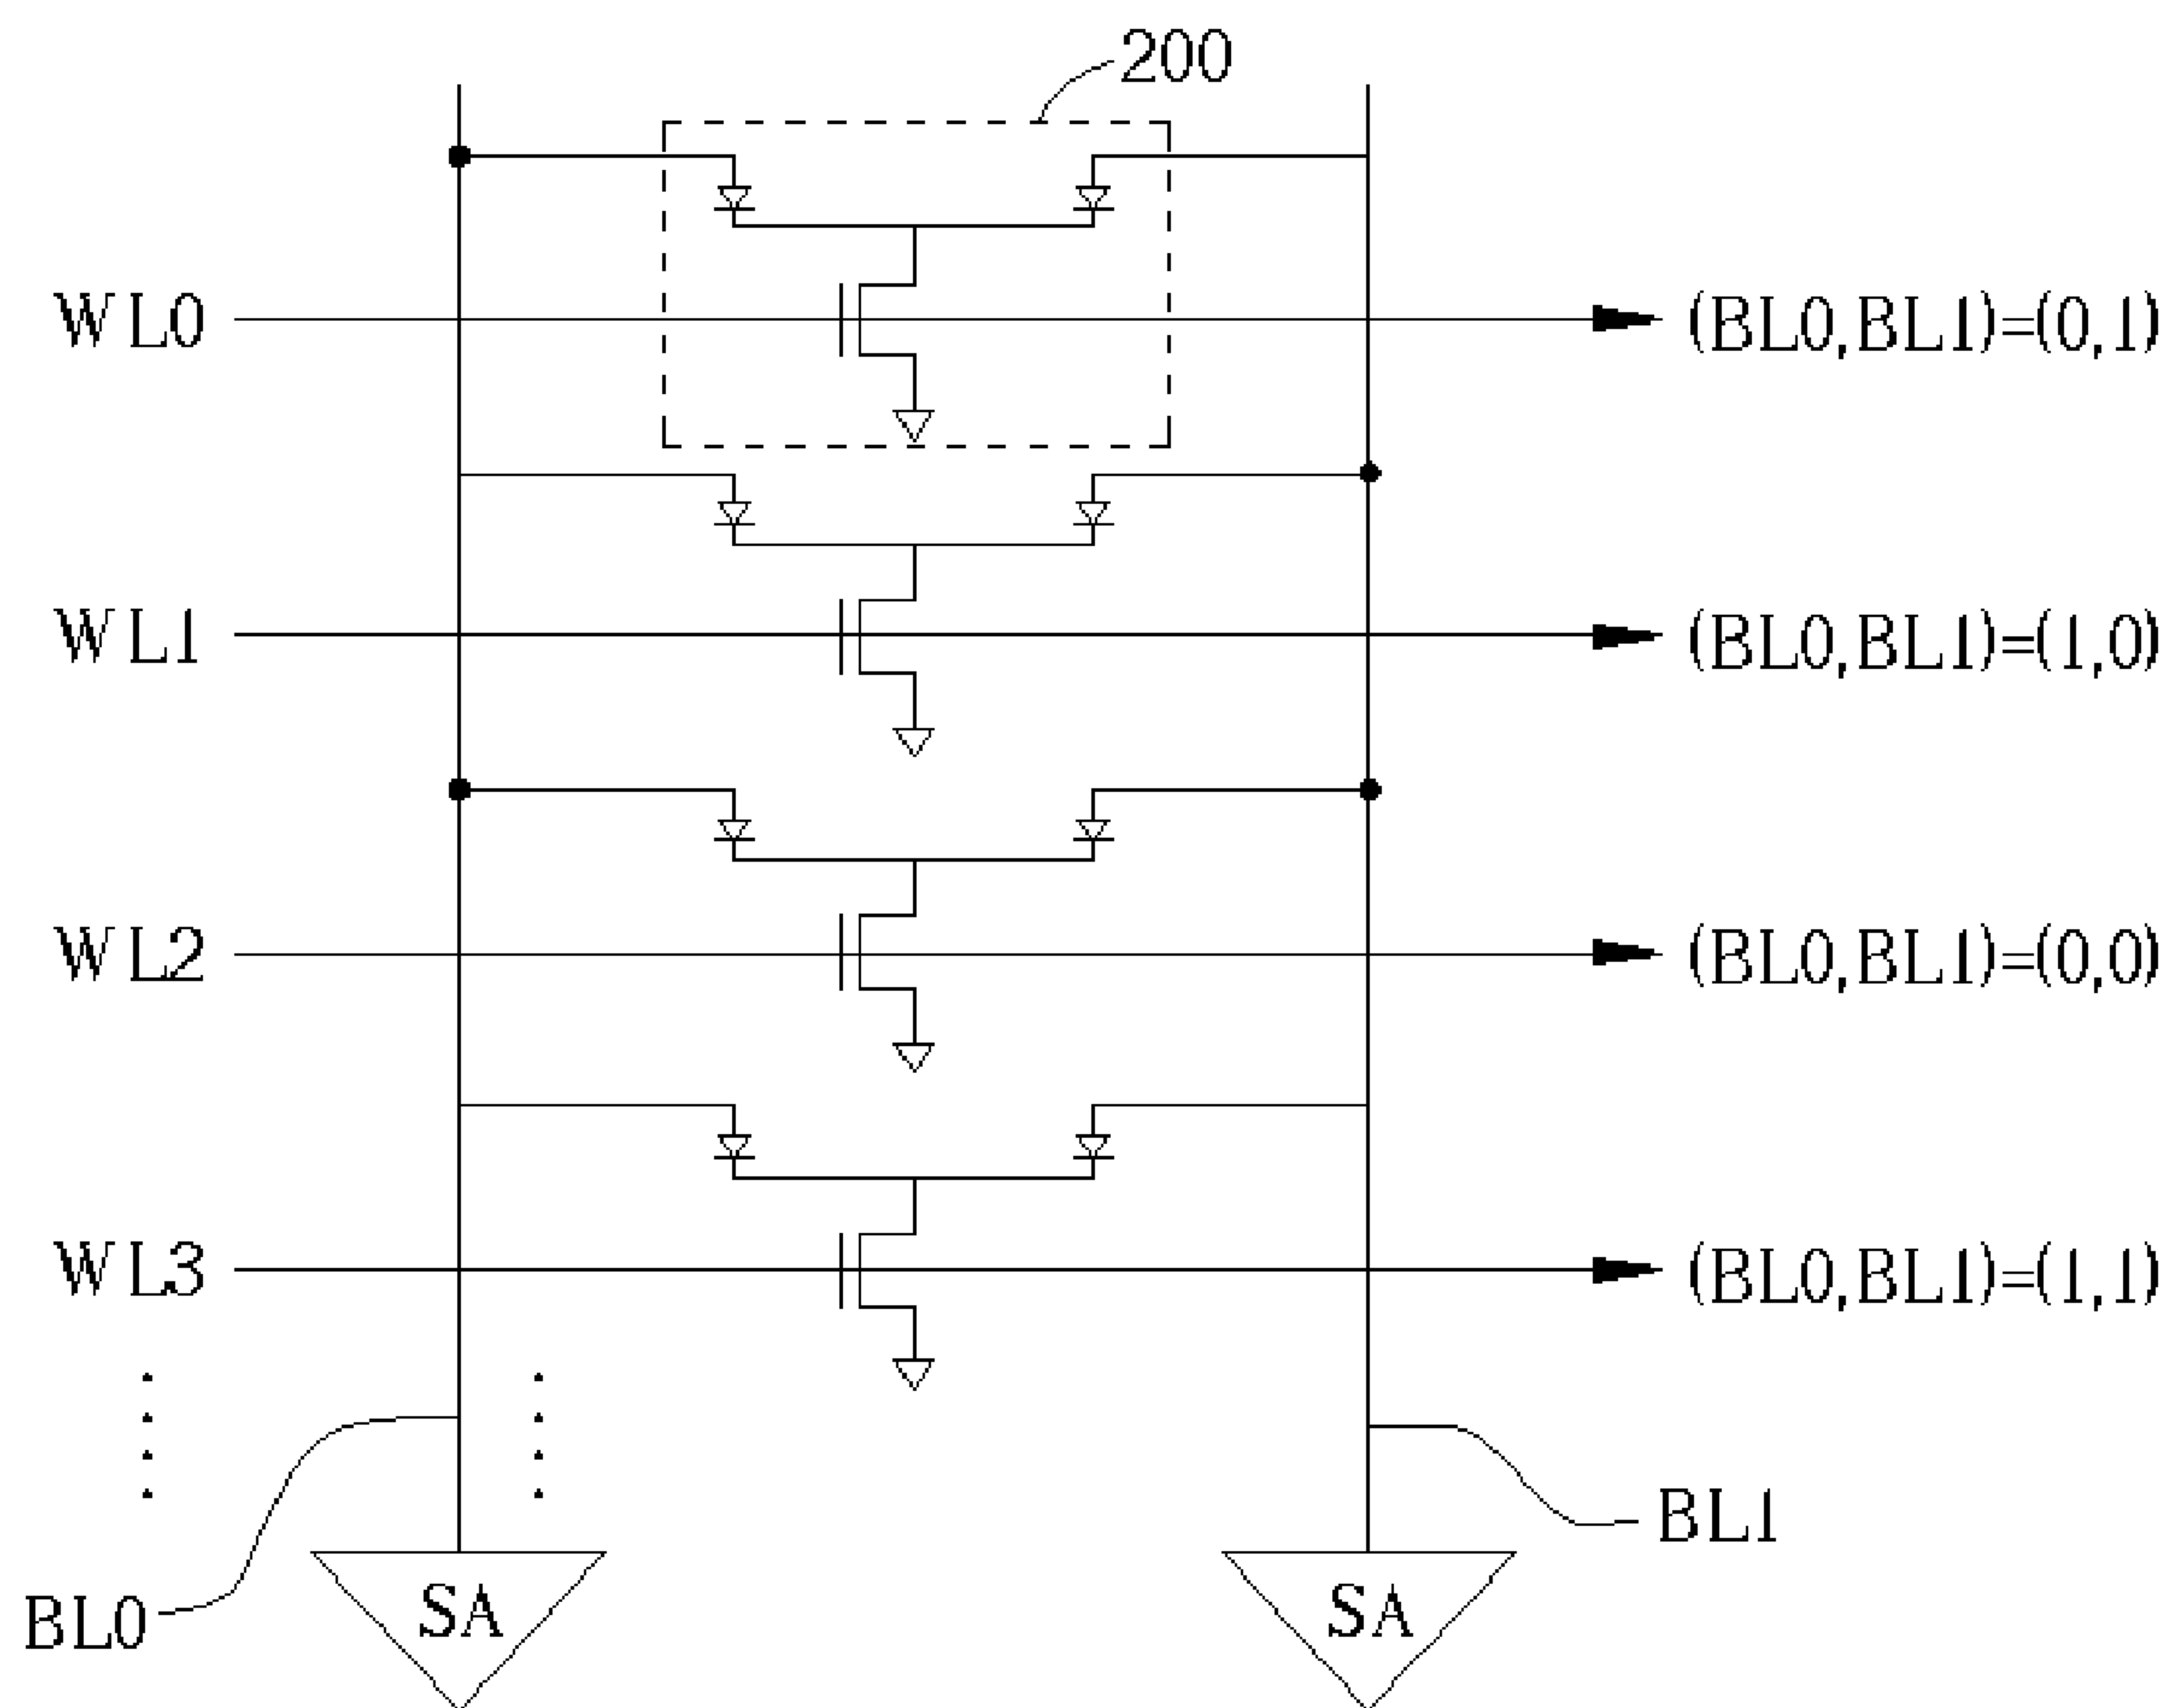 200
WL0 (BL0,BL1)=(0,1)
WL1 (BL0,BL1)=(1,0)
WL2 (BL0,BL1)=(0,0)
WL3 (BL0,BL1)=(1,1)
BL1
BL0 SA SA